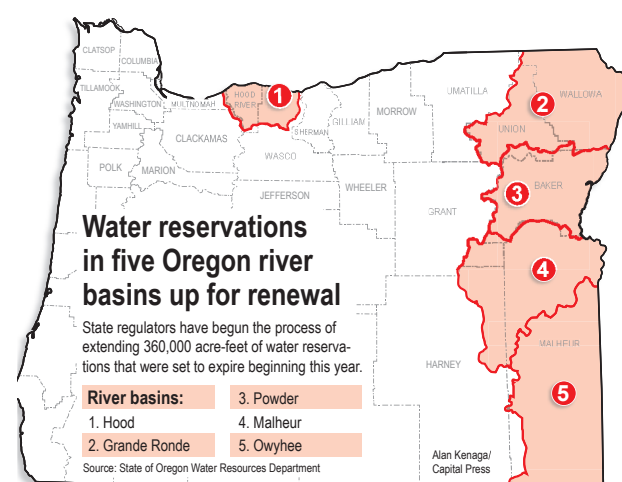 CLATSOP
COLUMBIA
TILLAMOOK
WASHINGTON
MULTNOMAH
HOOD
RIVER
1
UMATILLA
2
WALLOWA
YAMHILL
CLACKAMAS
SHERMAN
GILLIAM
MORROW
UNION
POLK
MARION
WASCO
JEFFERSON
WHEELER
GRANT
3
BAKER
Water reservations
in five Oregon river
basins up for renewal
State regulators have begun the process of
extending 360,000 acre-feet of water reserva-
tions that were set to expire beginning this year.
River basins:
1. Hood
2. Grande Ronde
3. Powder
4. Malheur
5. Owyhee
Source: State of Oregon Water Resources Department
4
HARNEY
MALHEUR
5
Alan Kenaga/
Capital Press